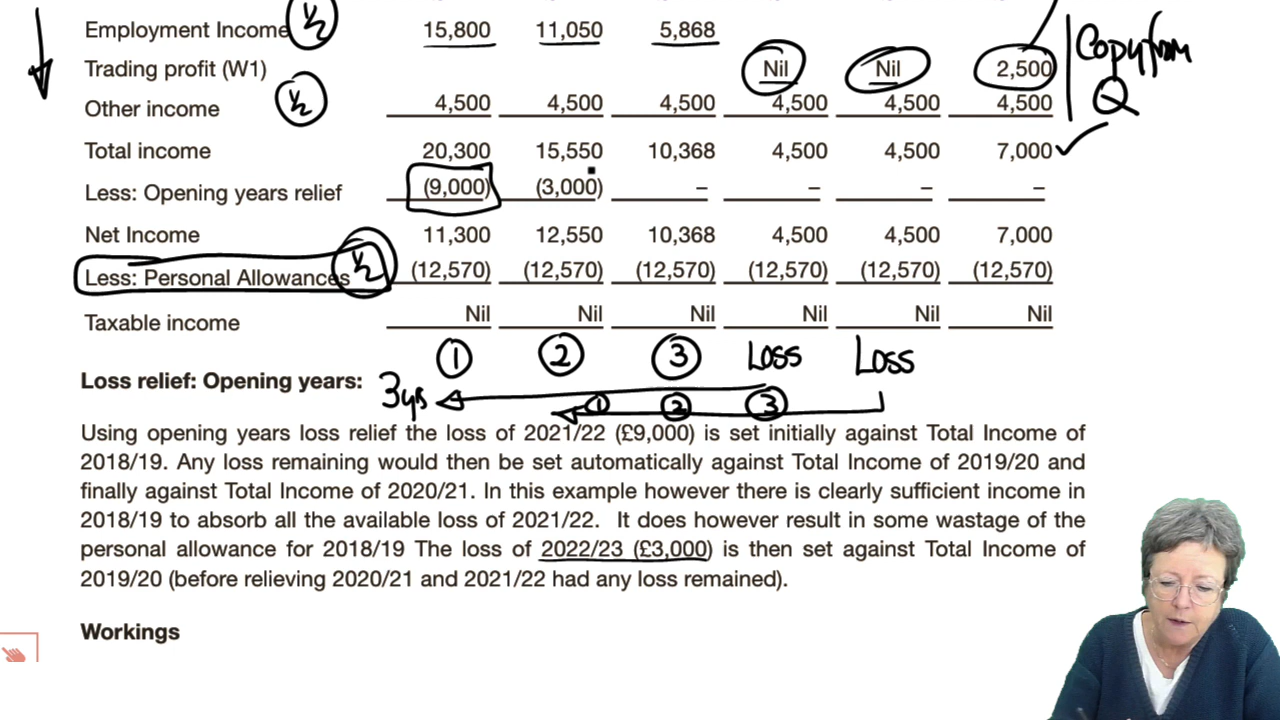 Employment Income ½ 15,800 11,050 5,868
Trading profit (W1) Nil Nil 2,500
Copy from Q
Other income ½ 4,500 4,500 4,500 4,500 4,500 4,500
Total income 20,300 15,550 10,368 4,500 4,500 7,000
Less: Opening years relief (9,000) (3,000) – – – –
Net Income 11,300 12,550 10,368 4,500 4,500 7,000
Less: Personal Allowances ½ (12,570) (12,570) (12,570) (12,570) (12,570) (12,570)
Taxable income Nil Nil Nil Nil Nil Nil
1 2 3 Loss Loss
Loss relief: Opening years: 3yrs
1 2 3
Using opening years loss relief the loss of 2021/22 (£9,000) is set initially against Total Income of
2018/19. Any loss remaining would then be set automatically against Total Income of 2019/20 and
finally against Total Income of 2020/21. In this example however there is clearly sufficient income in
2018/19 to absorb all the available loss of 2021/22. It does however result in some wastage of the
personal allowance for 2018/19 The loss of 2022/23 (£3,000) is then set against Total Income of
2019/20 (before relieving 2020/21 and 2021/22 had any loss remained).
Workings